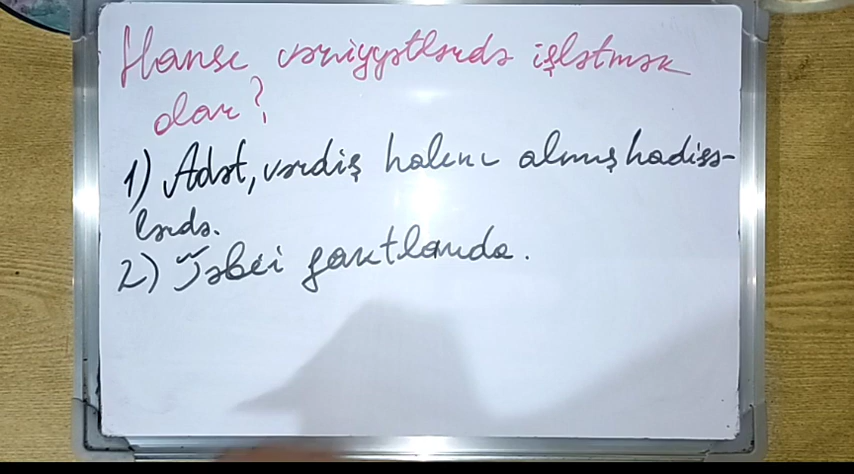 Hansı vəziyyətlərdə işlətmək
olar?
1) Adət, vərdiş halını almış hadisə-
lərdə.
2) Təbii faktlarda.